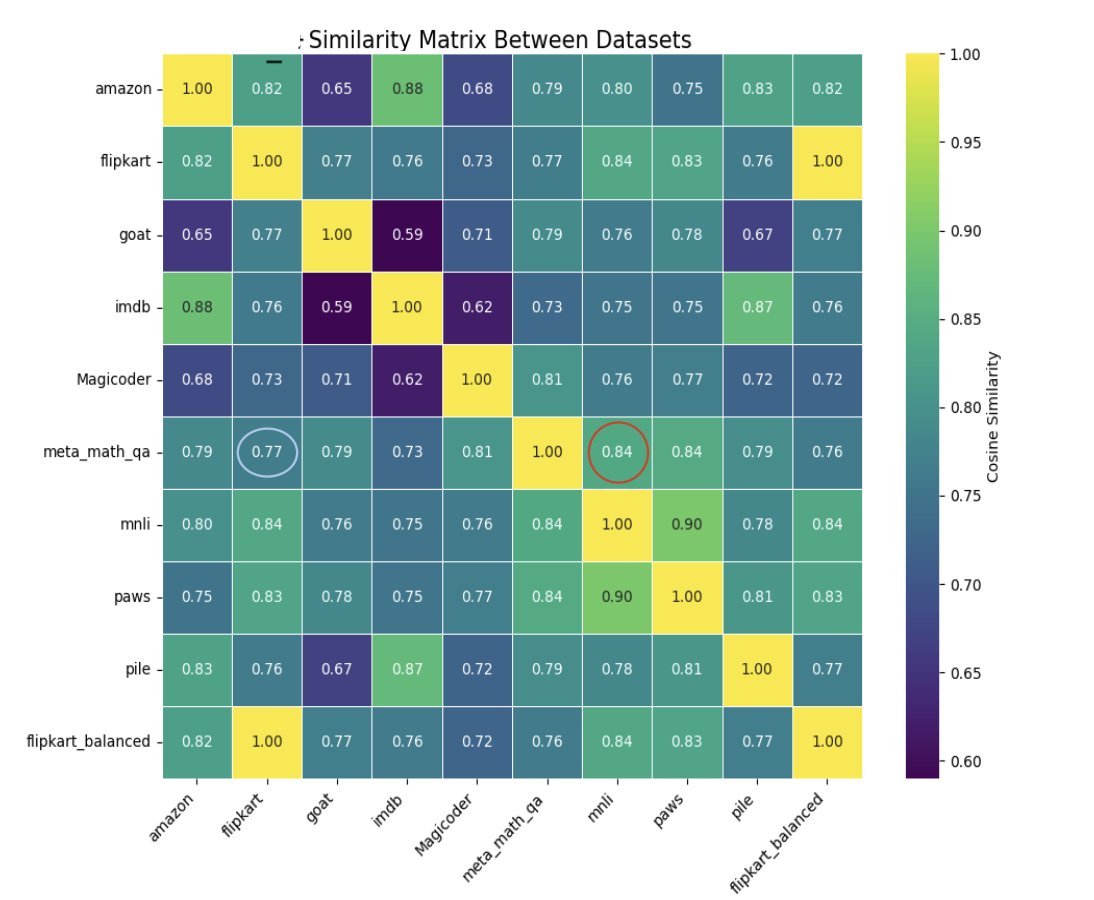 Similarity Matrix Between Datasets
amazon 1.00 0.82 0.65 0.88 0.68 0.79 0.80 0.75 0.83 0.82
flipkart 0.82 1.00 0.77 0.76 0.73 0.77 0.84 0.83 0.76 1.00
goat 0.65 0.77 1.00 0.59 0.71 0.79 0.76 0.78 0.67 0.77
imdb 0.88 0.76 0.59 1.00 0.62 0.73 0.75 0.75 0.87 0.76
Magicoder 0.68 0.73 0.71 0.62 1.00 0.81 0.76 0.77 0.72 0.72
meta_math_qa 0.79 0.77 0.79 0.73 0.81 1.00 0.84 0.84 0.79 0.76
mnli 0.80 0.84 0.76 0.75 0.76 0.84 1.00 0.90 0.78 0.84
paws 0.75 0.83 0.78 0.75 0.77 0.84 0.90 1.00 0.81 0.83
pile 0.83 0.76 0.67 0.87 0.72 0.79 0.78 0.81 1.00 0.77
flipkart_balanced 0.82 1.00 0.77 0.76 0.72 0.76 0.84 0.83 0.77 1.00
amazon flipkart goat imdb Magicoder meta_math_qa mnli paws pile flipkart_balanced
1.00
0.95
0.90
0.85
0.80
0.75
0.70
0.65
0.60
Cosine Similarity